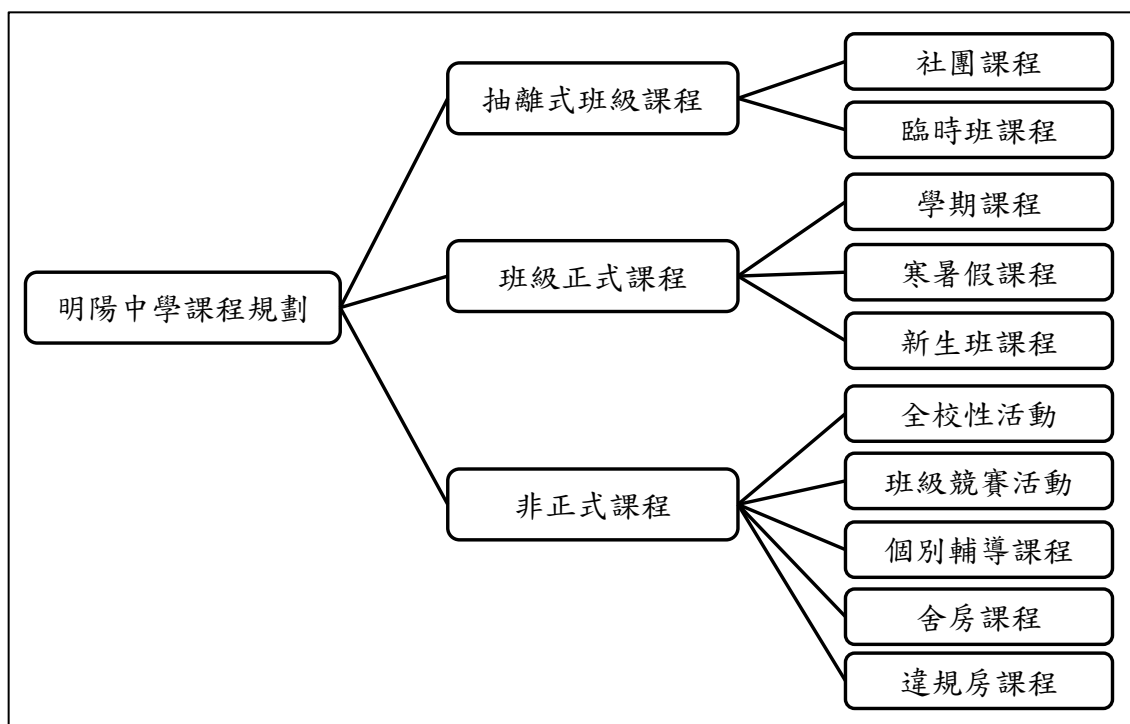 明陽中學課程規劃
抽離式班級課程
社團課程
臨時班課程
班級正式課程
學期課程
寒暑假課程
新生班課程
非正式課程
全校性活動
班級競賽活動
個別輔導課程
舍房課程
違規房課程